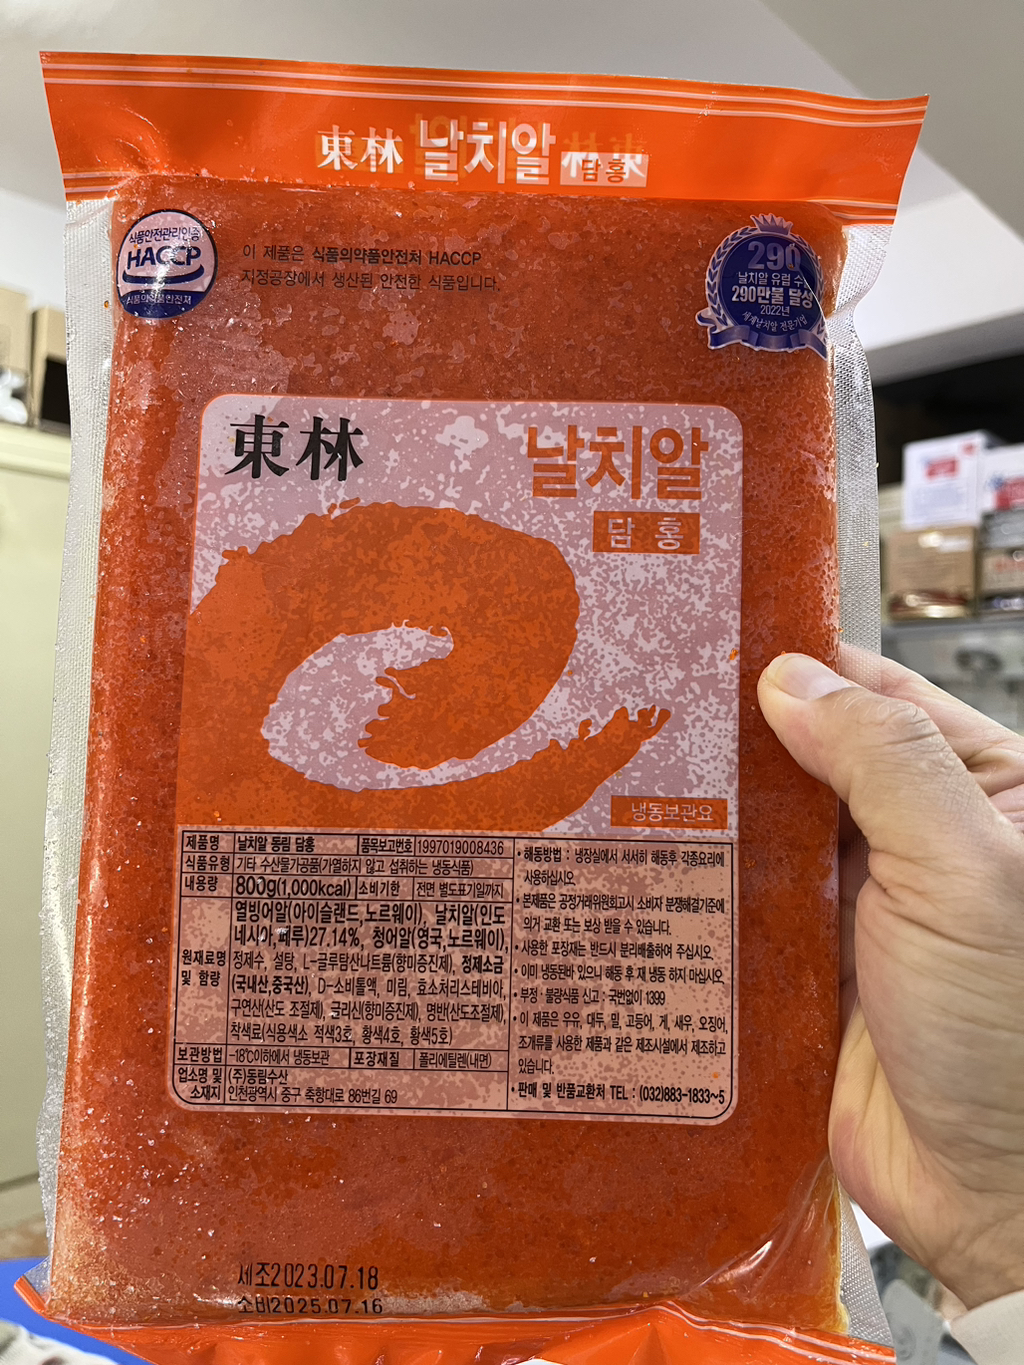 東林 날치알 담홍
식품안전관리인증
HACCP
식품의약품안전처
이 제품은 식품의약품안전처 HACCP
지정공장에서 생산된 안전한 식품입니다.
290
날치알 유럽 수
290만불 달성
2022년
세계날치알 전문기업
東林
날치알
담홍
냉동보관요
제품명 날치알 동림 담홍 품목보고번호 1997019008436
식품유형 기타 수산물가공품(가열하지 않고 섭취하는 냉동식품)
내용량 800g(1,000kcal) 소비기한 전면 별도표기일까지
원재료명 및 함량
열빙어알(아이슬랜드,노르웨이), 날치알(인도
네시아,페루)27.14%, 청어알(영국,노르웨이),
정제수, 설탕, L-글루탐산나트륨(향미증진제), 정제소금
(국내산,중국산), D-소비톨액, 미림, 효소처리스테비아,
구연산(산도 조절제), 글리신(향미증진제), 명반(산도조절제),
착색료(식용색소 적색3호, 황색4호, 황색5호)
보관방법 -18℃이하에서 냉동보관 포장재질 폴리에틸렌(내면)
업소명 및 소재지
(주)동림수산
인천광역시 중구 축항대로 86번길 69
• 해동방법 : 냉장실에서 서서히 해동후 각종요리에
사용하십시오
• 본제품은 공정거래위원회고시 소비자 분쟁해결기준에
의거 교환 또는 보상 받을 수 있습니다.
• 사용한 포장재는 반드시 분리배출하여 주십시오.
• 이미 냉동된바 있으니 해동 후 재 냉동 하지 마십시오.
• 부정·불량식품 신고 : 국번없이 1399
• 이 제품은 우유, 대두, 밀, 고등어, 게, 새우, 오징어,
조개류를 사용한 제품과 같은 제조시설에서 제조하고
있습니다.
• 판매 및 반품교환처 TEL : (032)883-1833~5
제조2023.07.18
소비2025.07.16